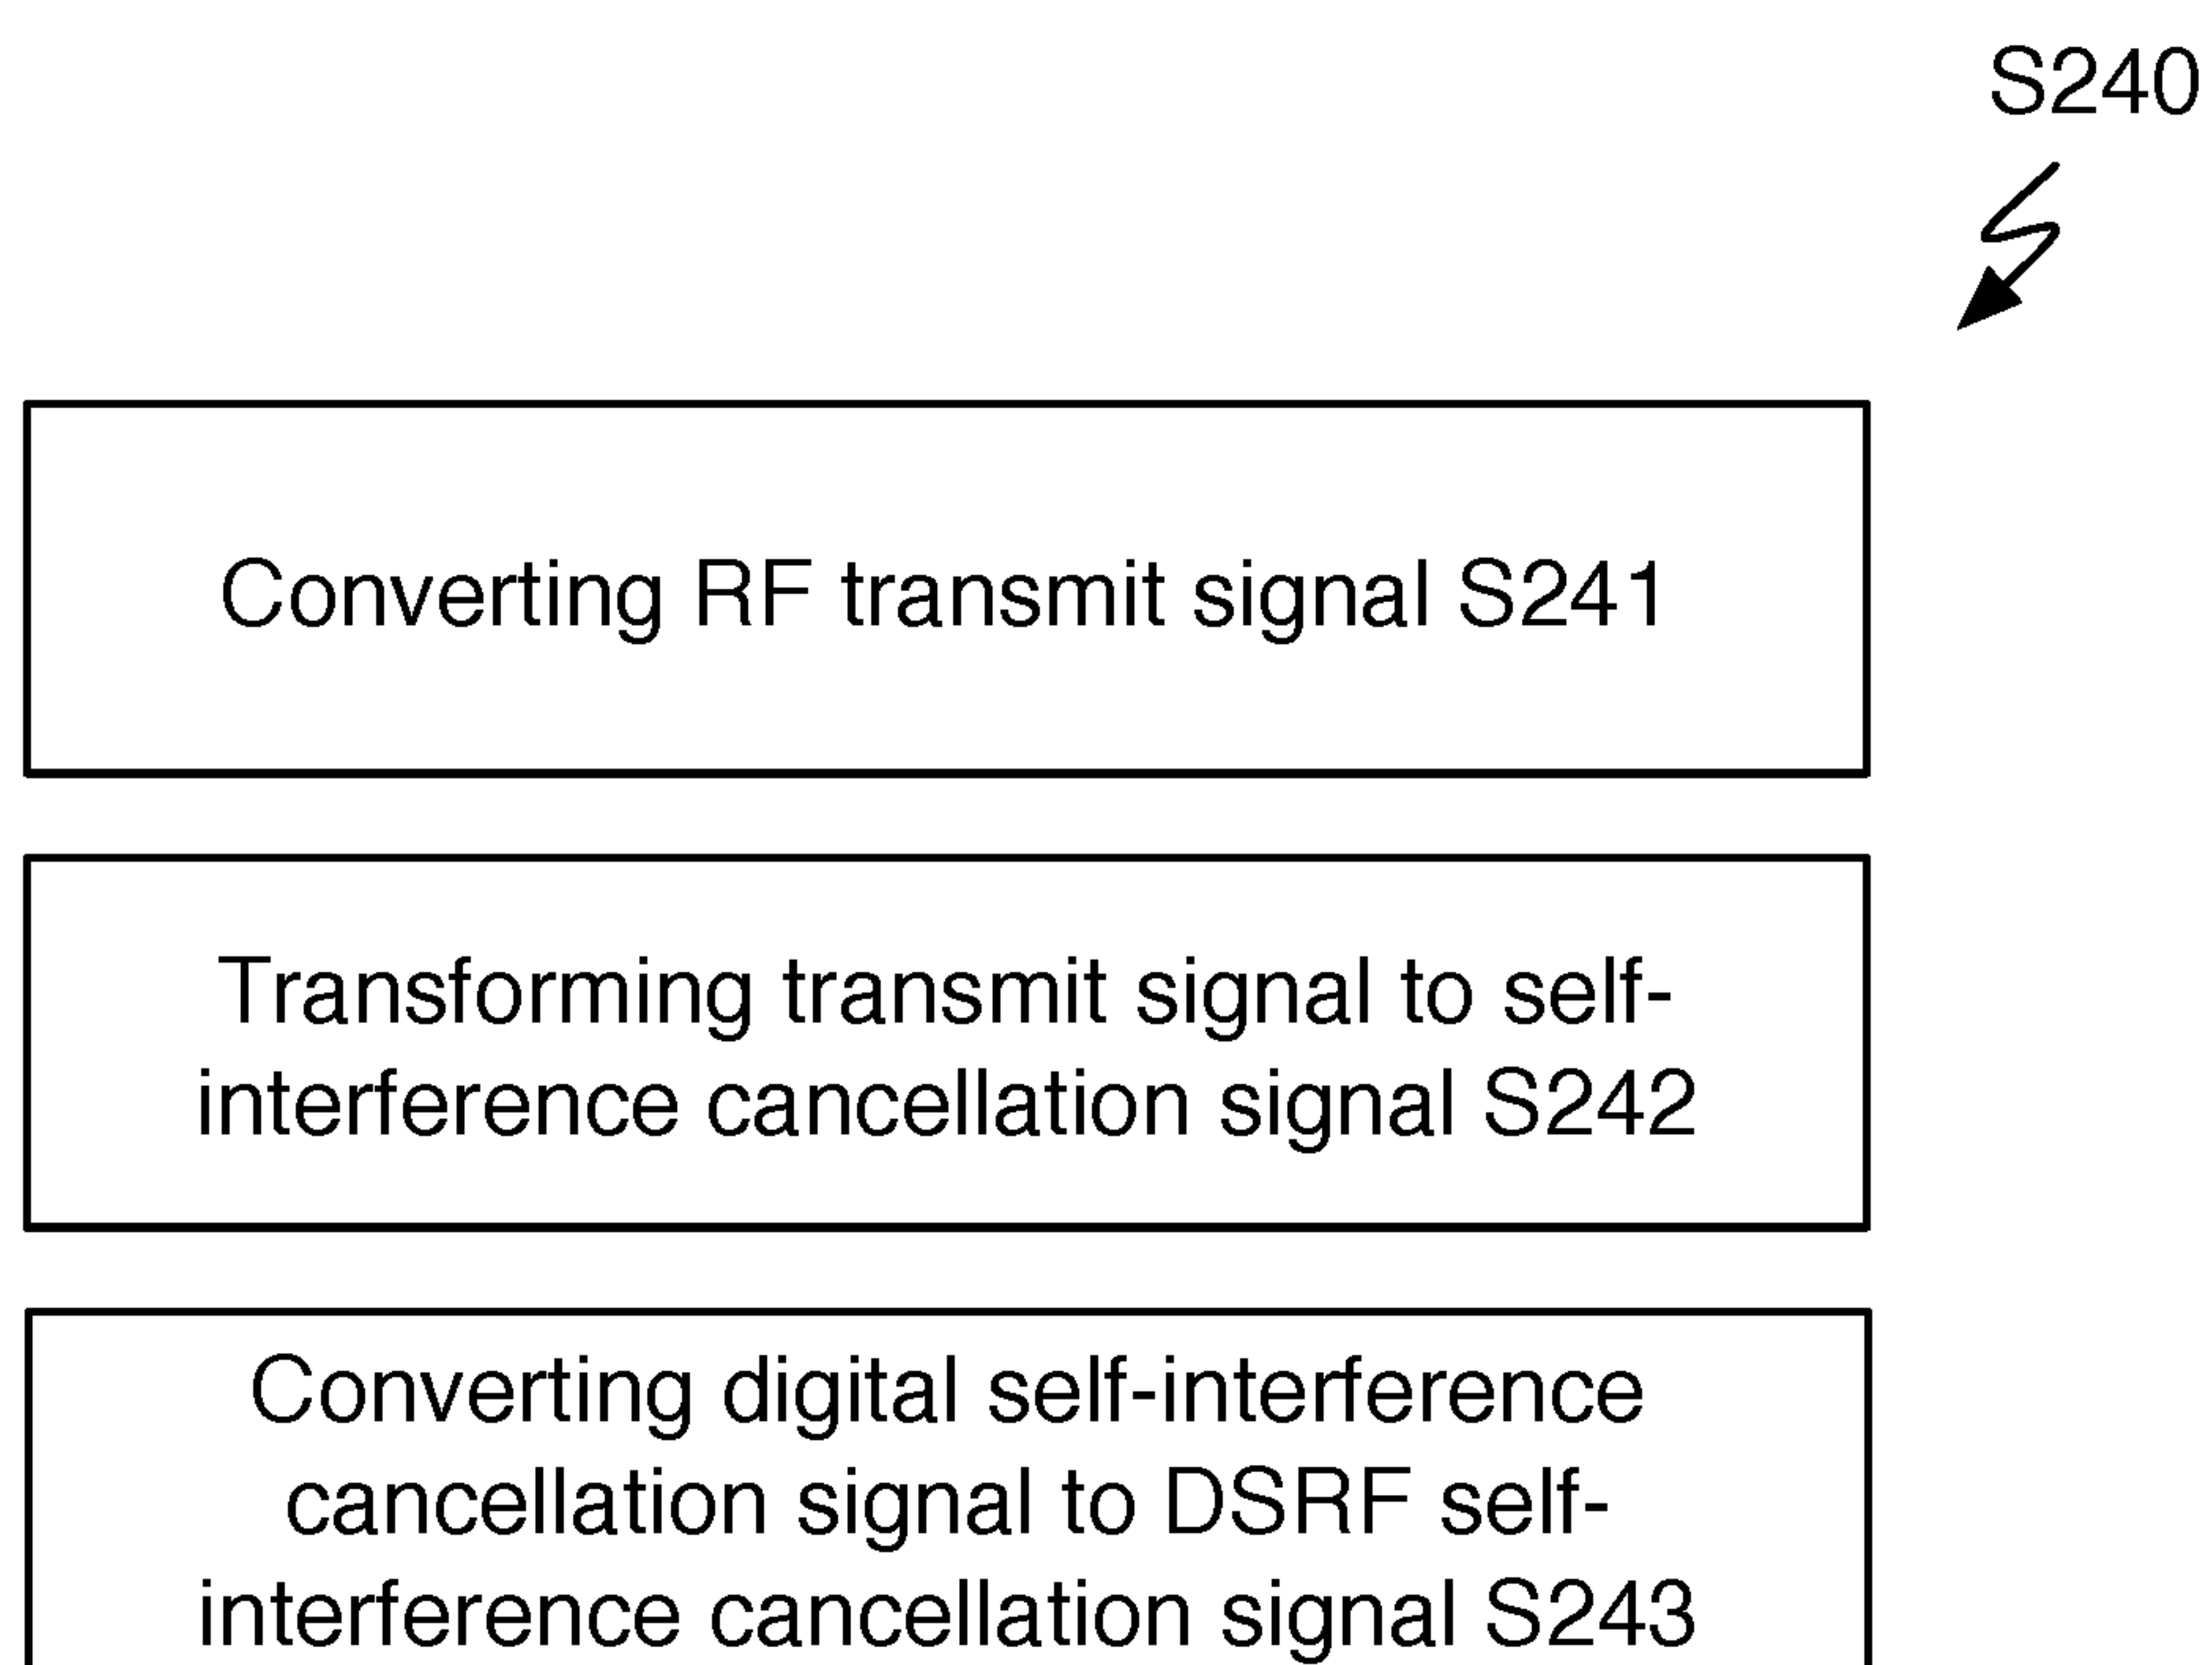 S240
Converting RF transmit signal S241
Transforming transmit signal to self-
interference cancellation signal S242
Converting digital self-interference
cancellation signal to DSRF self-
interference cancellation signal S243